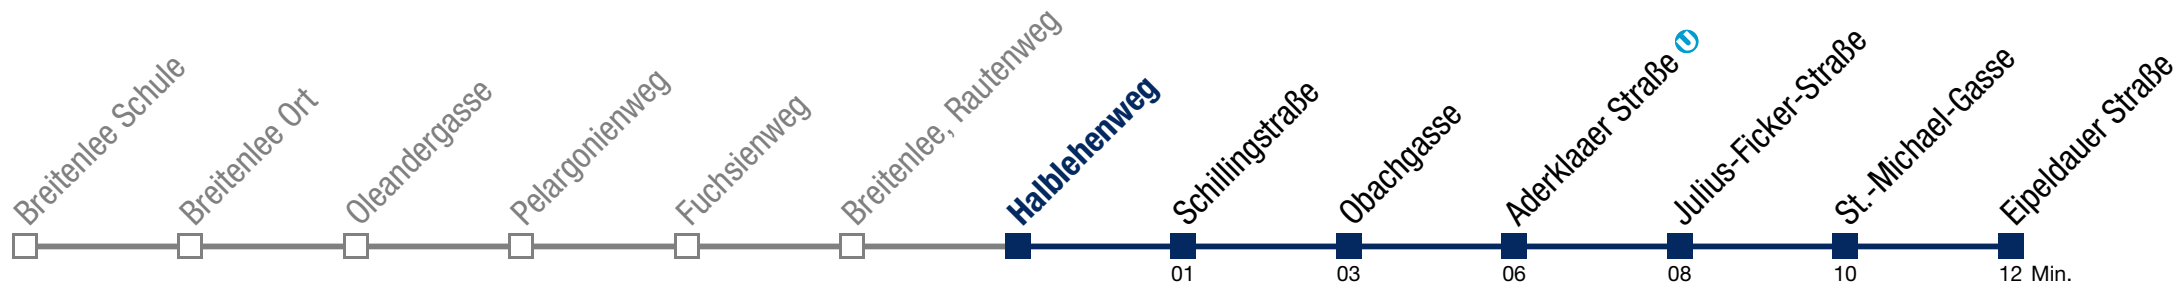 Breitenlee Schule
Breitenlee Ort
Oleandergasse
Pelargonienweg
Fuchsienweg
Breitenlee, Rautenweg
Halblehenweg
Schillingstraße
Obachgasse
Aderklaaer Straße U
Julius-Ficker-Straße
St.-Michael-Gasse
Eipeldauer Straße
01 03 06 08 10 12 Min.